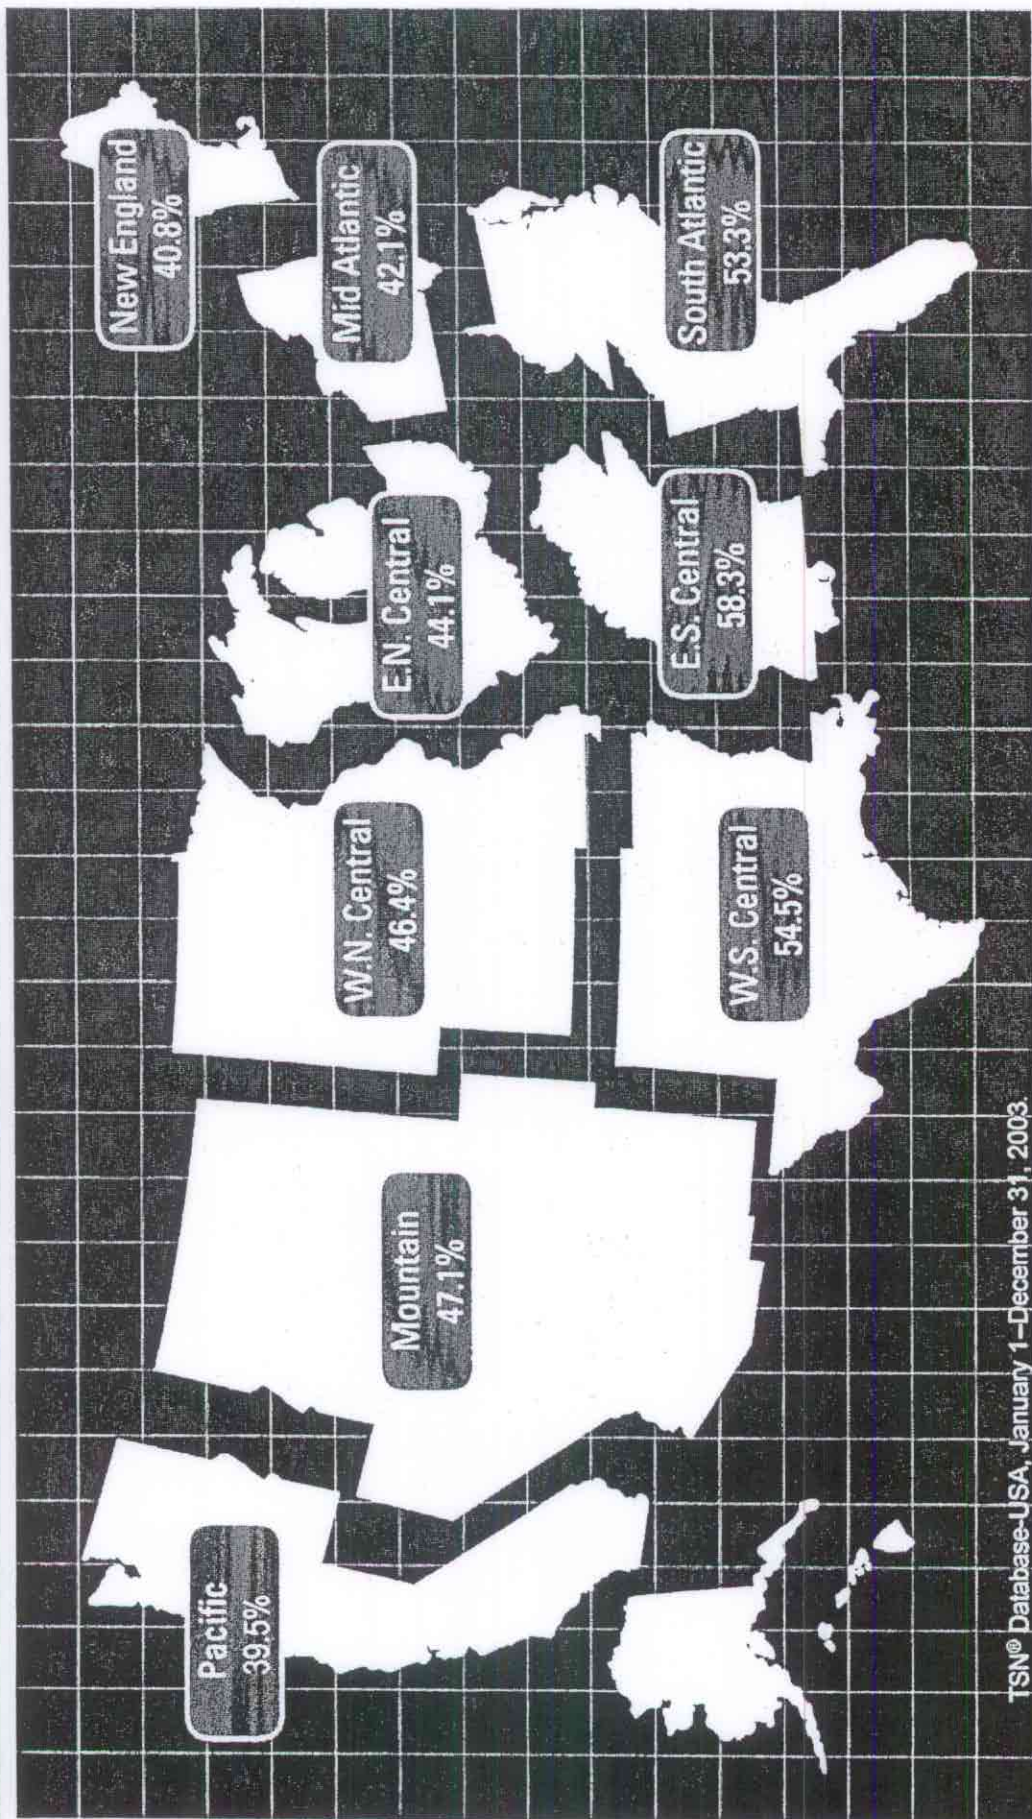 Pacific
39.5%
Mountain
47.1%
W.N. Central
46.4%
W.S. Central
54.5%
E.N. Central
44.1%
E.S. Central
58.3%
New England
40.8%
Mid Atlantic
42.1%
South Atlantic
53.3%
TSN® Database-USA, January 1–December 31, 2003.